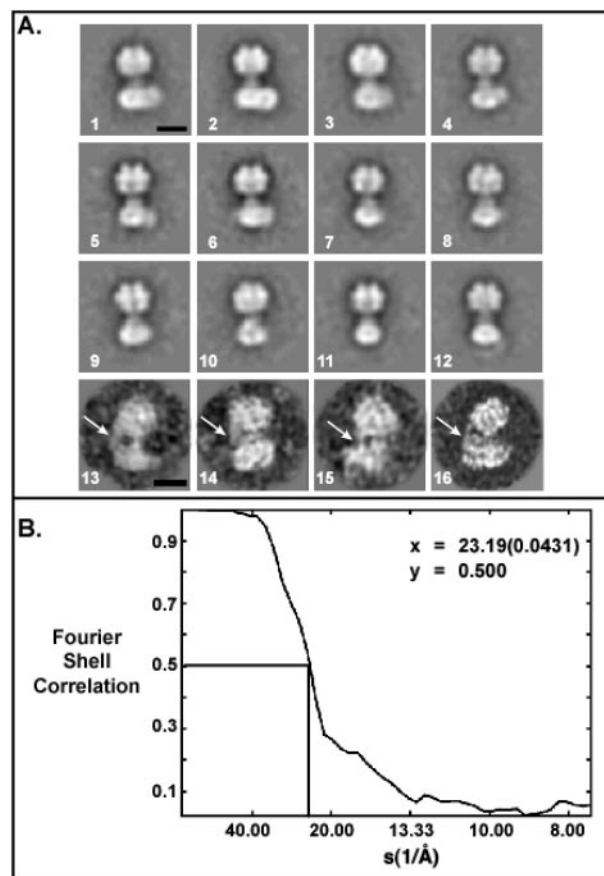 A.
1 2 3 4
5 6 7 8
9 10 11 12
13 14 15 16
B.
x = 23.19(0.0431)
y = 0.500
Fourier
Shell
Correlation
0.9
0.7
0.5
0.3
0.1
40.00 20.00 13.33 10.00 8.00
s(1/Å)